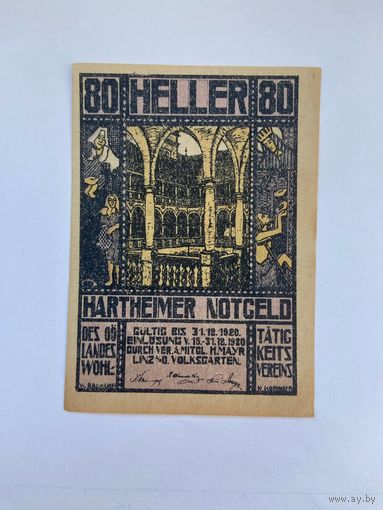 80 HELLER 80
HARTHEIMER NOTGELD
DES OÖ
LANDES
WOHL-
GÜLTIG BIS 31.12.1920.
EINLÖSUNG V. 15.-31.12.1920
DURCH VER. A. MITGL. H. MAYR
LINZ A/D. VOLKSGARTEN.
TÄTIG
KEITS
VEREINS
ay.by